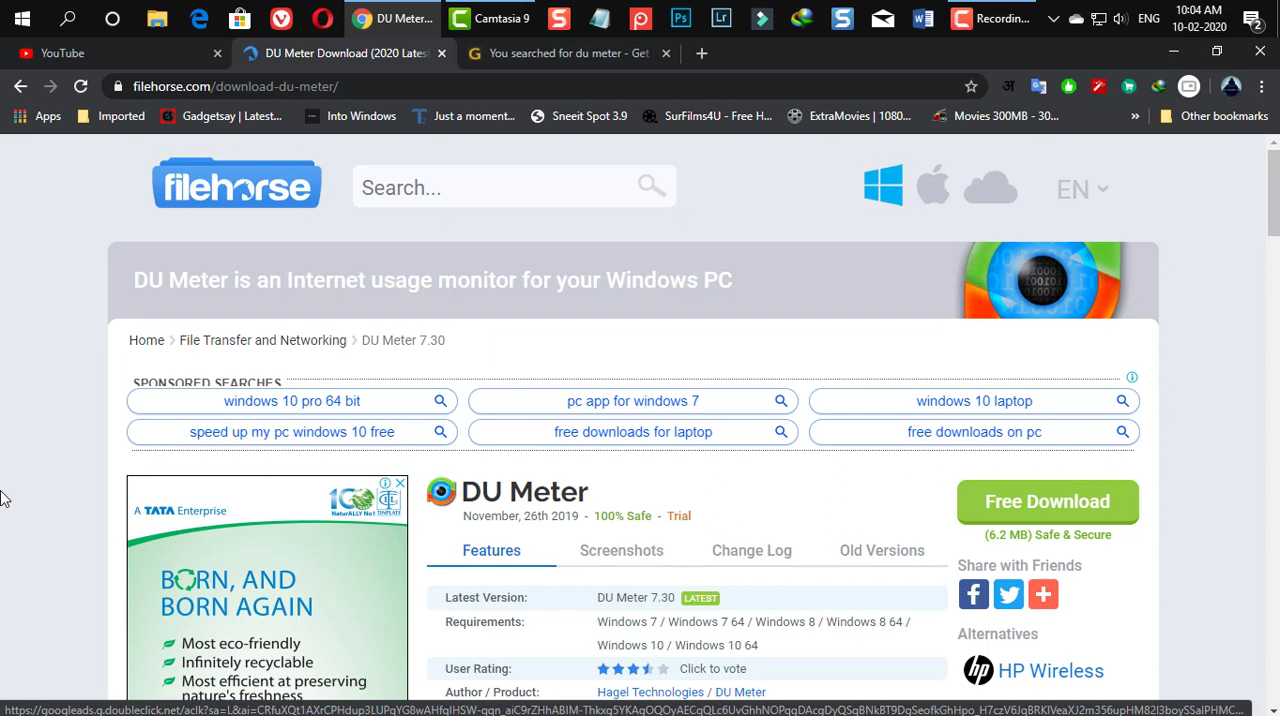 DU Meter...
Camtasia 9
Recordin...
ENG
10:04 AM
10-02-2020
2
YouTube
DU Meter Download (2020 Lates
You searched for du meter - Get
filehorse.com/download-du-meter/
Apps
Imported
Gadgetsay | Latest...
Into Windows
Just a moment...
Sneeit Spot 3.9
SurFilms4U - Free H...
ExtraMovies | 1080...
Movies 300MB - 30...
Other bookmarks
filehorse
Search...
EN
DU Meter is an Internet usage monitor for your Windows PC
Home > File Transfer and Networking > DU Meter 7.30
SPONSORED SEARCHES
windows 10 pro 64 bit
pc app for windows 7
windows 10 laptop
speed up my pc windows 10 free
free downloads for laptop
free downloads on pc
A TATA Enterprise
100
NaturALLY No1
TINPLATE
BORN, AND
BORN AGAIN
Most eco-friendly
Infinitely recyclable
Most efficient at preserving
nature's freshness
DU Meter
November, 26th 2019 - 100% Safe - Trial
Features
Screenshots
Change Log
Old Versions
Latest Version: DU Meter 7.30 LATEST
Requirements: Windows 7 / Windows 7 64 / Windows 8 / Windows 8 64 /
Windows 10 / Windows 10 64
User Rating: Click to vote
Author / Product: Hagel Technologies / DU Meter
Free Download
(6.2 MB) Safe & Secure
Share with Friends
Alternatives
hp HP Wireless